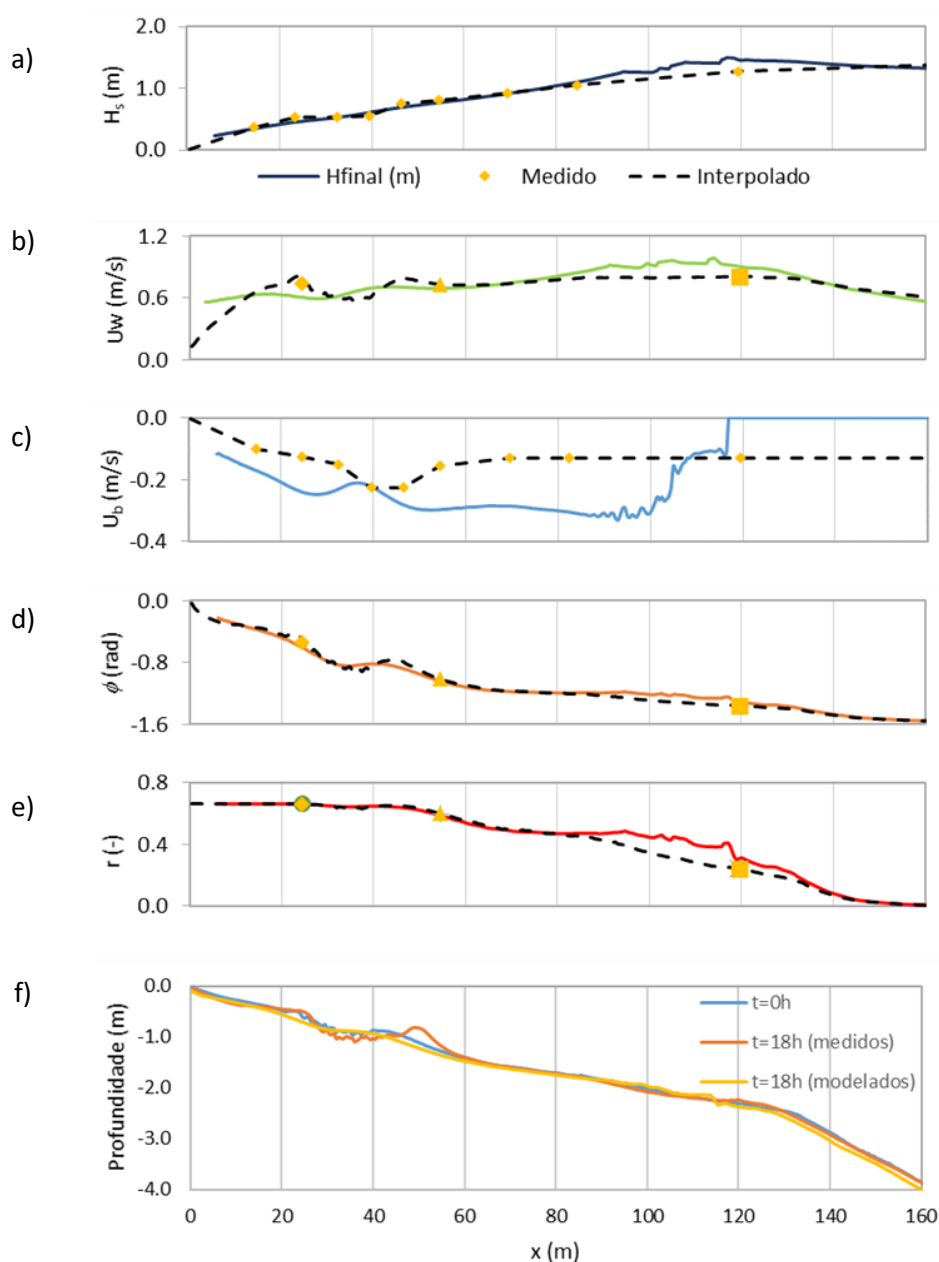 a)
H_s (m)
2.0
1.0
0.0
Hfinal (m) Medido Interpolado
b)
Uw (m/s)
1.2
0.6
0.0
c)
U_b (m/s)
0.0
-0.2
-0.4
d)
ϕ (rad)
0.0
-0.8
-1.6
e)
r (-)
0.8
0.4
0.0
f)
Profundidade (m)
0.0
-1.0
-2.0
-3.0
-4.0
t=0h
t=18h (medidos)
t=18h (modelados)
0 20 40 60 80 100 120 140 160
x (m)